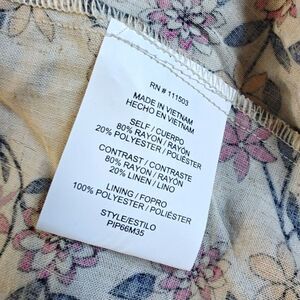 RN # 111503
MADE IN VIETNAM
HECHO EN VIETNAM
SELF / CUERPO
80% RAYON / RAYÓN
20% POLYESTER / POLIÉSTER
CONTRAST / CONTRASTE
80% RAYON / RAYÓN
20% LINEN / LINO
LINING / FOPRO
100% POLYESTER / POLIÉSTER
STYLE/ESTILO
PIP66M35